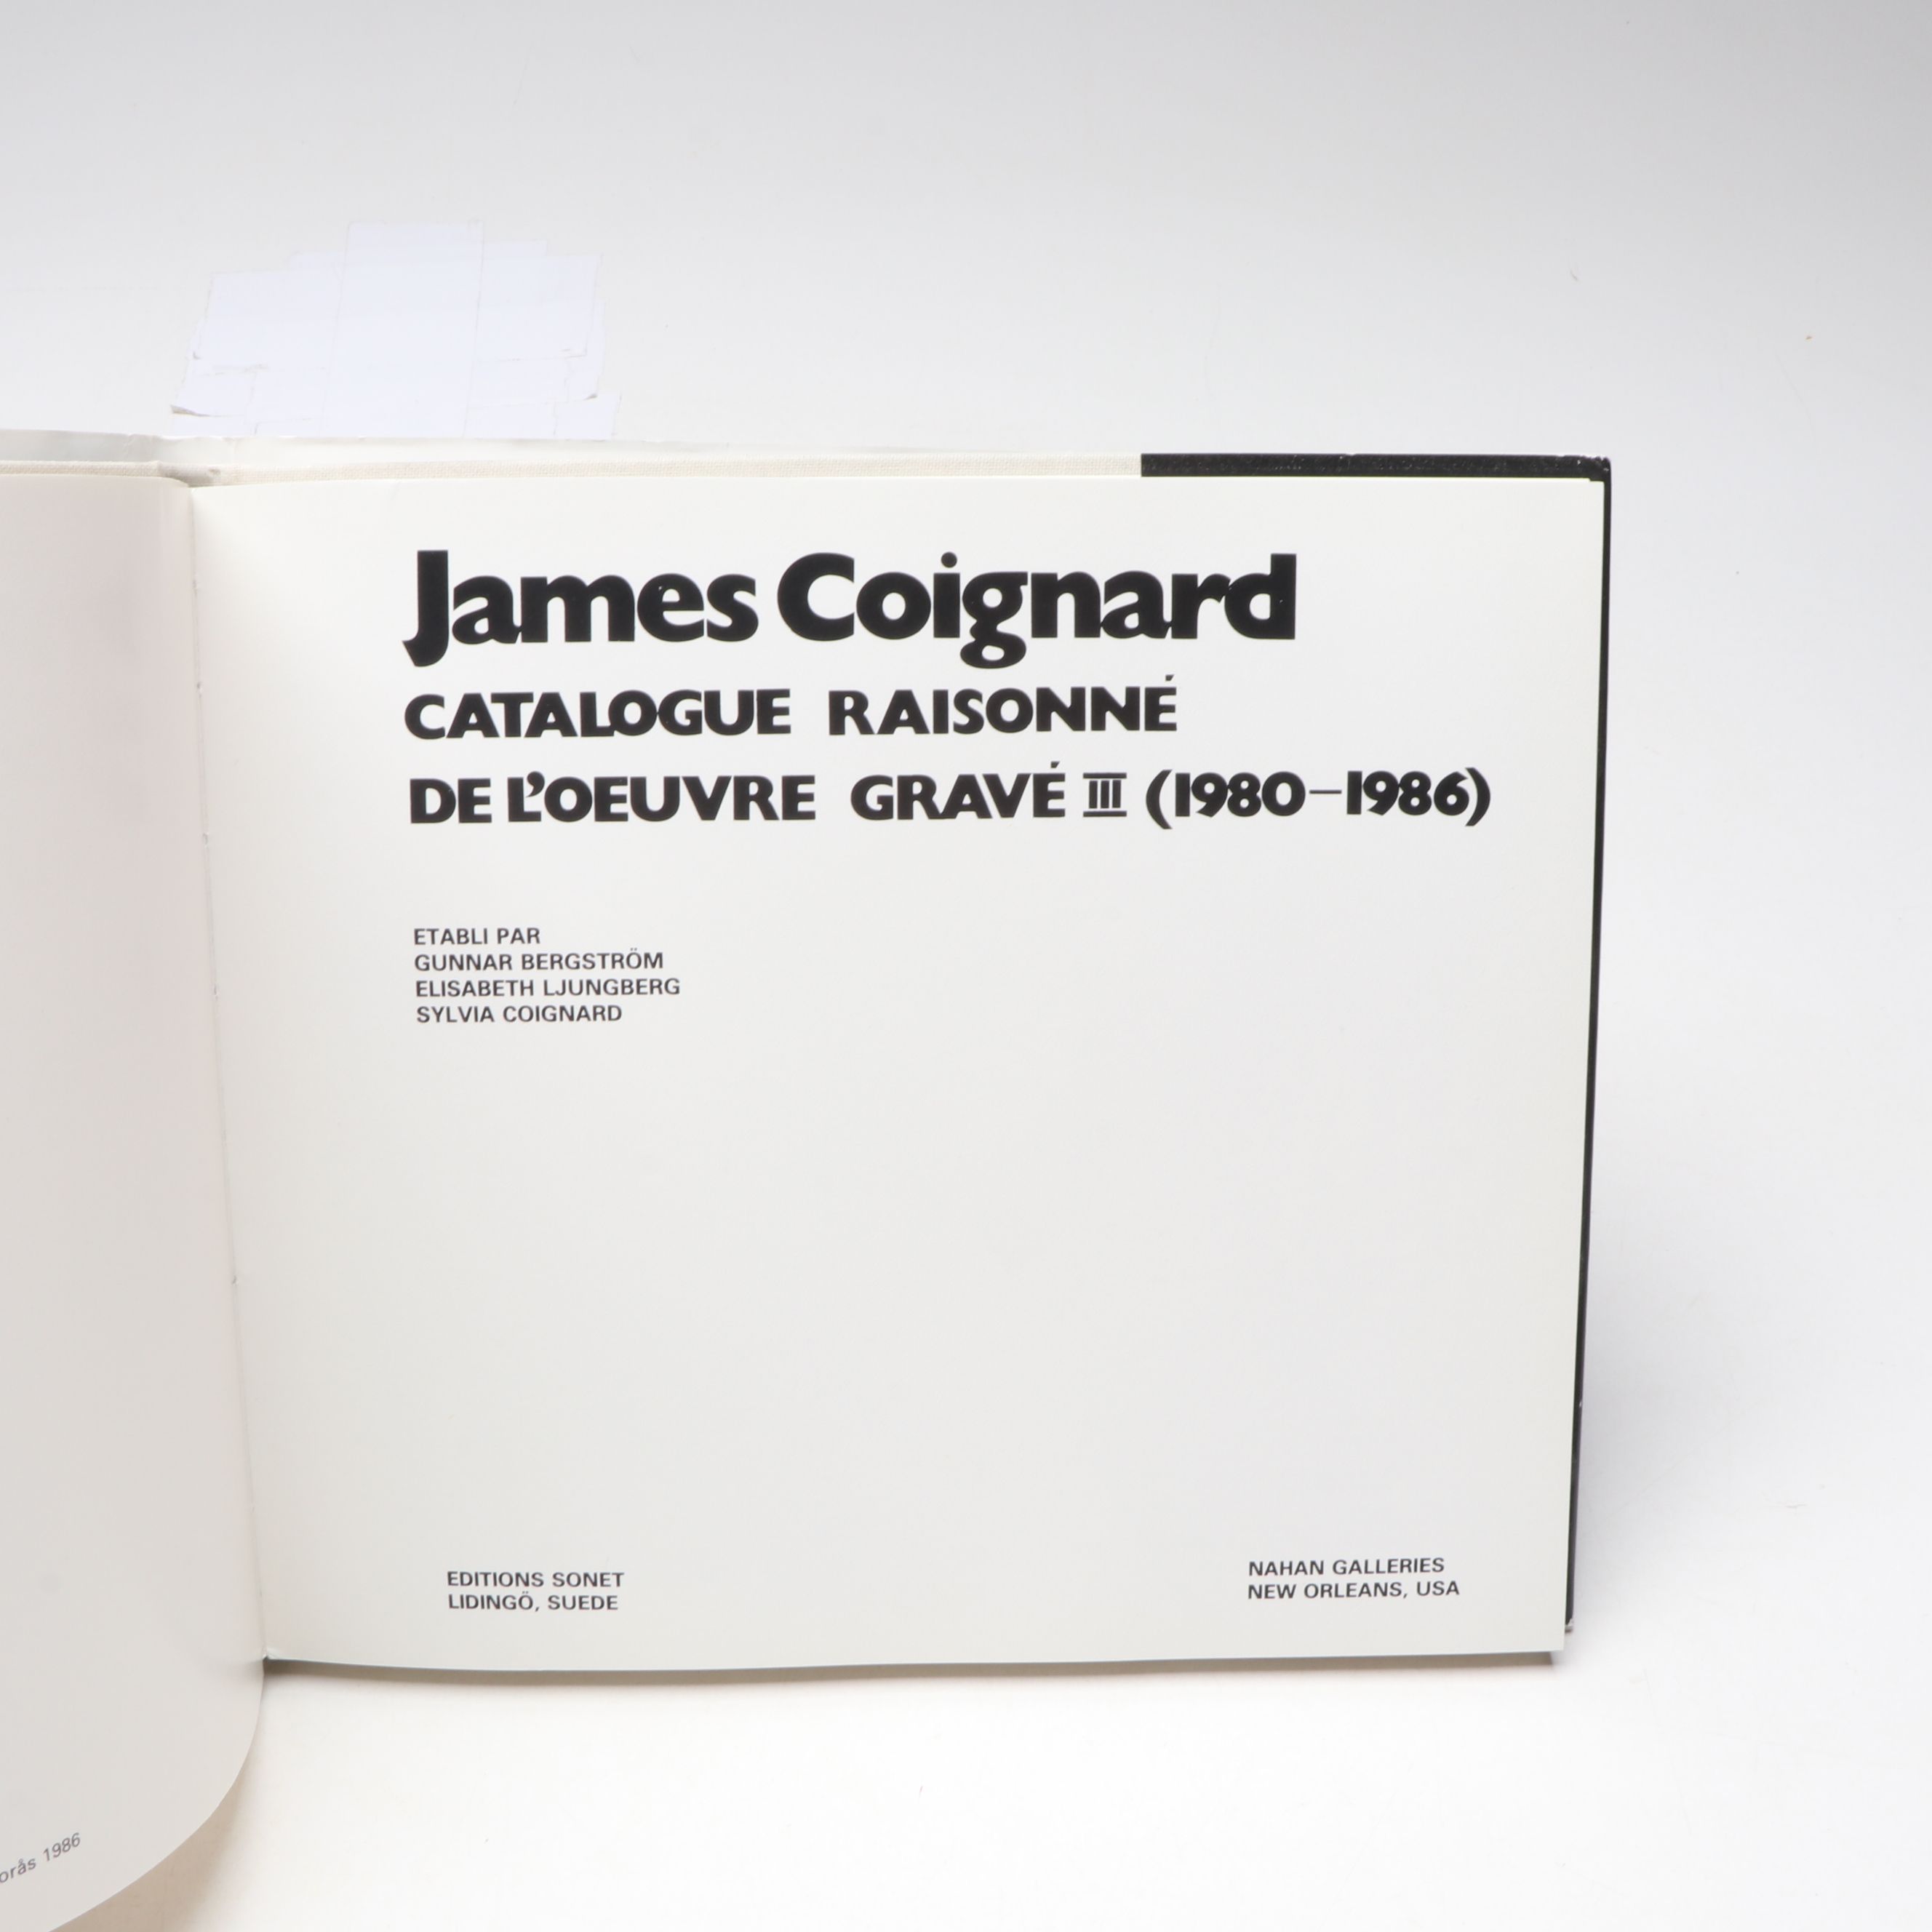 James Coignard
CATALOGUE RAISONNÉ
DE L'OEUVRE GRAVÉ III (1980–1986)
ETABLI PAR
GUNNAR BERGSTRÖM
ELISABETH LJUNGBERG
SYLVIA COIGNARD
EDITIONS SONET
LIDINGÖ, SUEDE
NAHAN GALLERIES
NEW ORLEANS, USA
1986